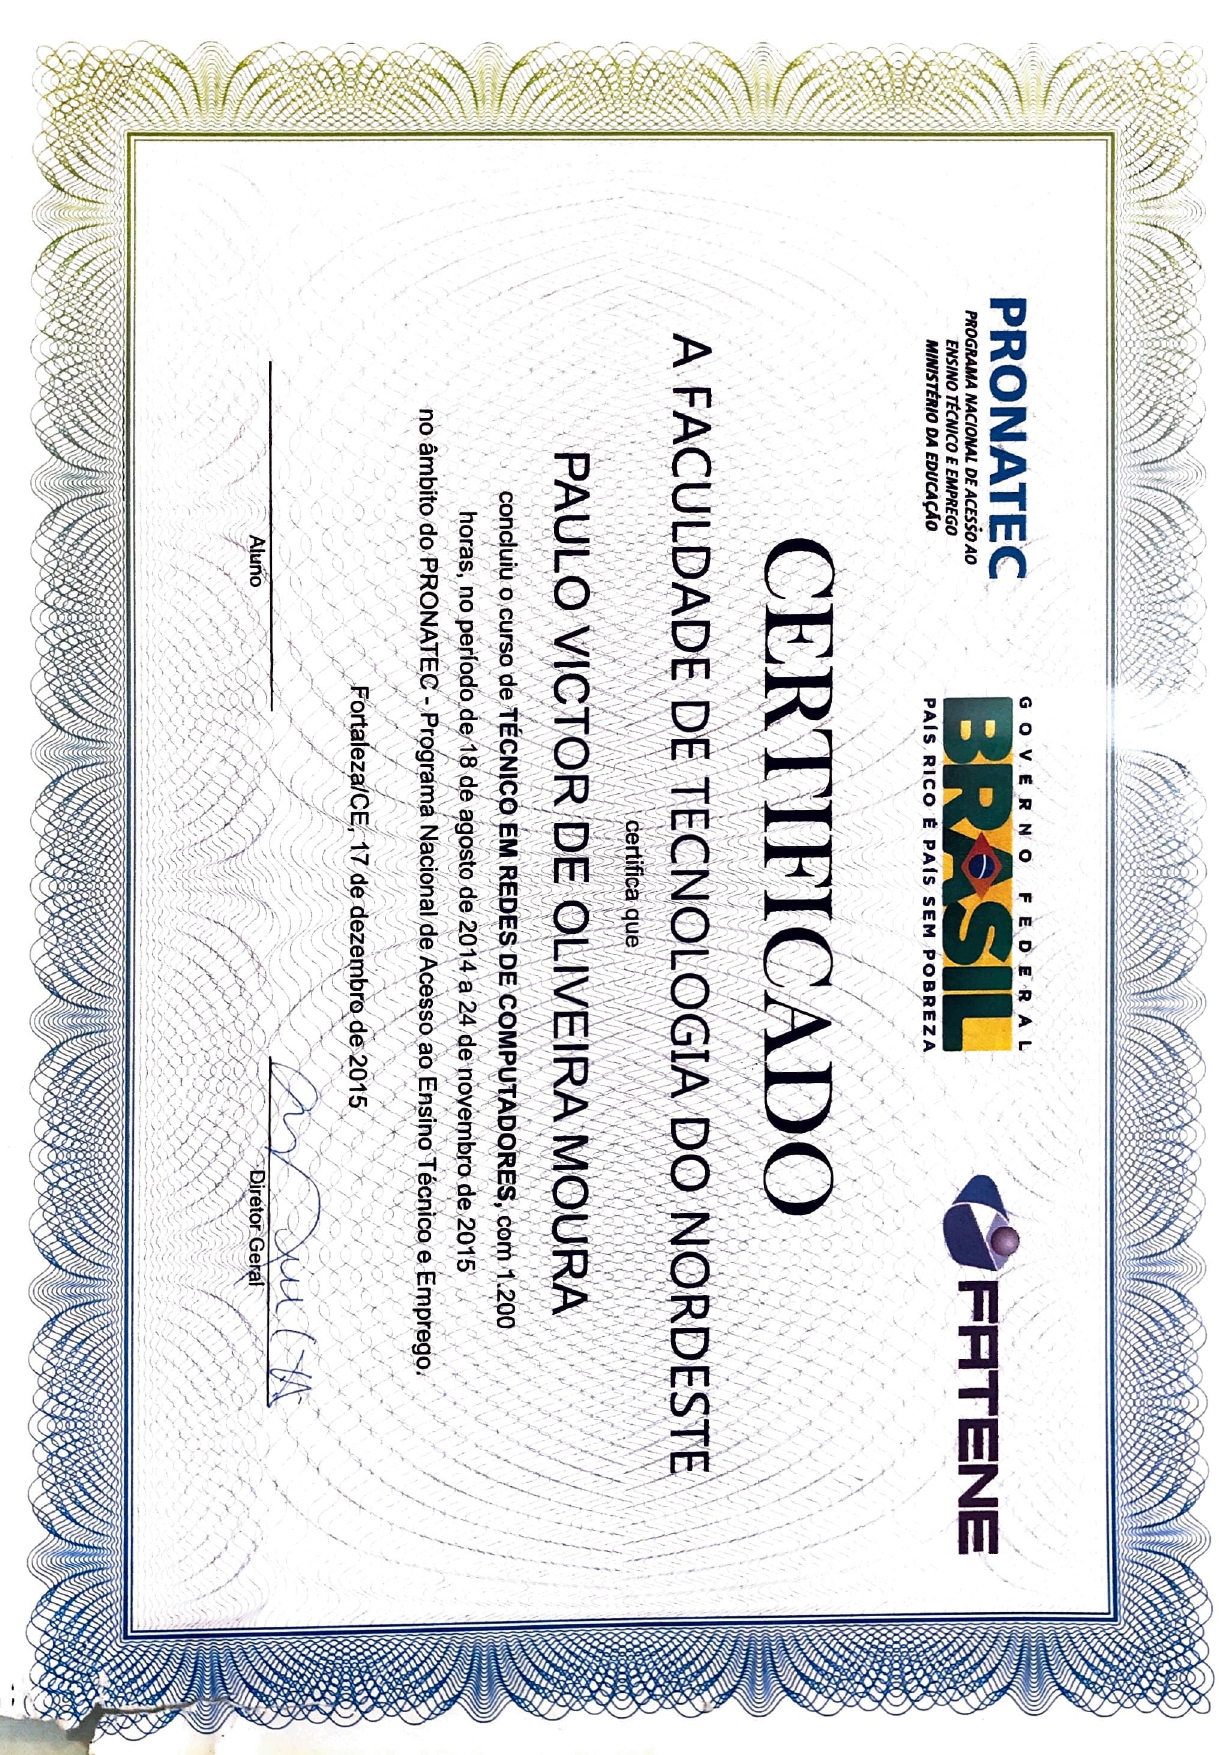 PRONATEC
PROGRAMA NACIONAL DE ACESSO AO
ENSINO TÉCNICO E EMPREGO
MINISTÉRIO DA EDUCAÇÃO
GOVERNO FEDERAL
BRASIL
PAÍS RICO É PAÍS SEM POBREZA
FATENE
CERTIFICADO
A FACULDADE DE TECNOLOGIA DO NORDESTE
certifica que
PAULO VICTOR DE OLIVEIRA MOURA
concluiu o curso de TÉCNICO EM REDES DE COMPUTADORES, com 1.200
horas, no período de 18 de agosto de 2014 a 24 de novembro de 2015
no âmbito do PRONATEC - Programa Nacional de Acesso ao Ensino Técnico e Emprego.
Fortaleza/CE, 17 de dezembro de 2015
Aluno
Diretor Geral